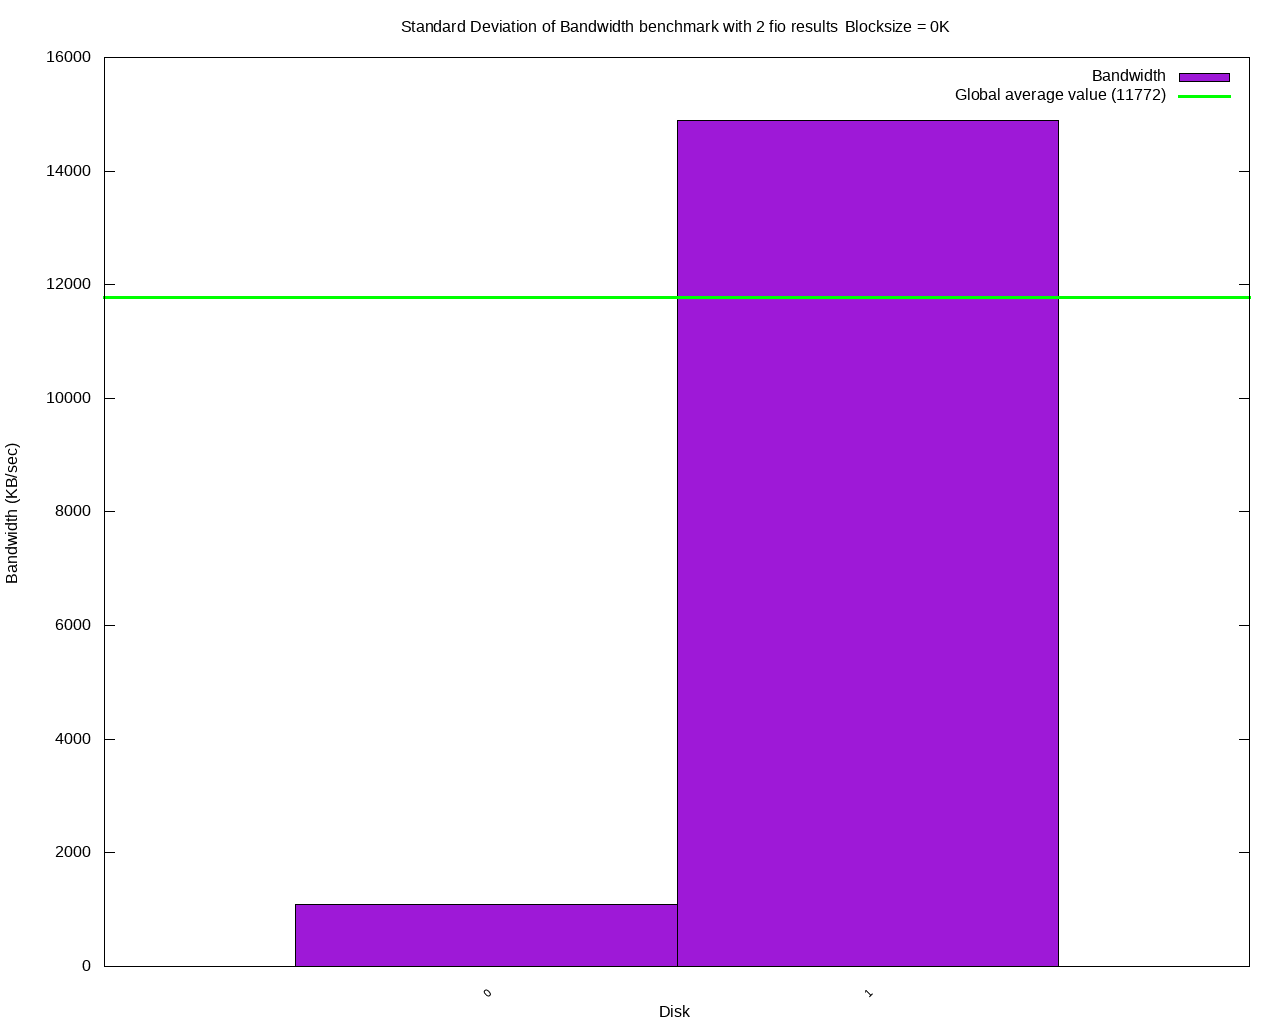 Standard Deviation of Bandwidth benchmark with 2 fio results Blocksize = 0K
Bandwidth
Global average value (11772)
16000
14000
12000
10000
8000
6000
4000
2000
0
Bandwidth (KB/sec)
0
1
Disk